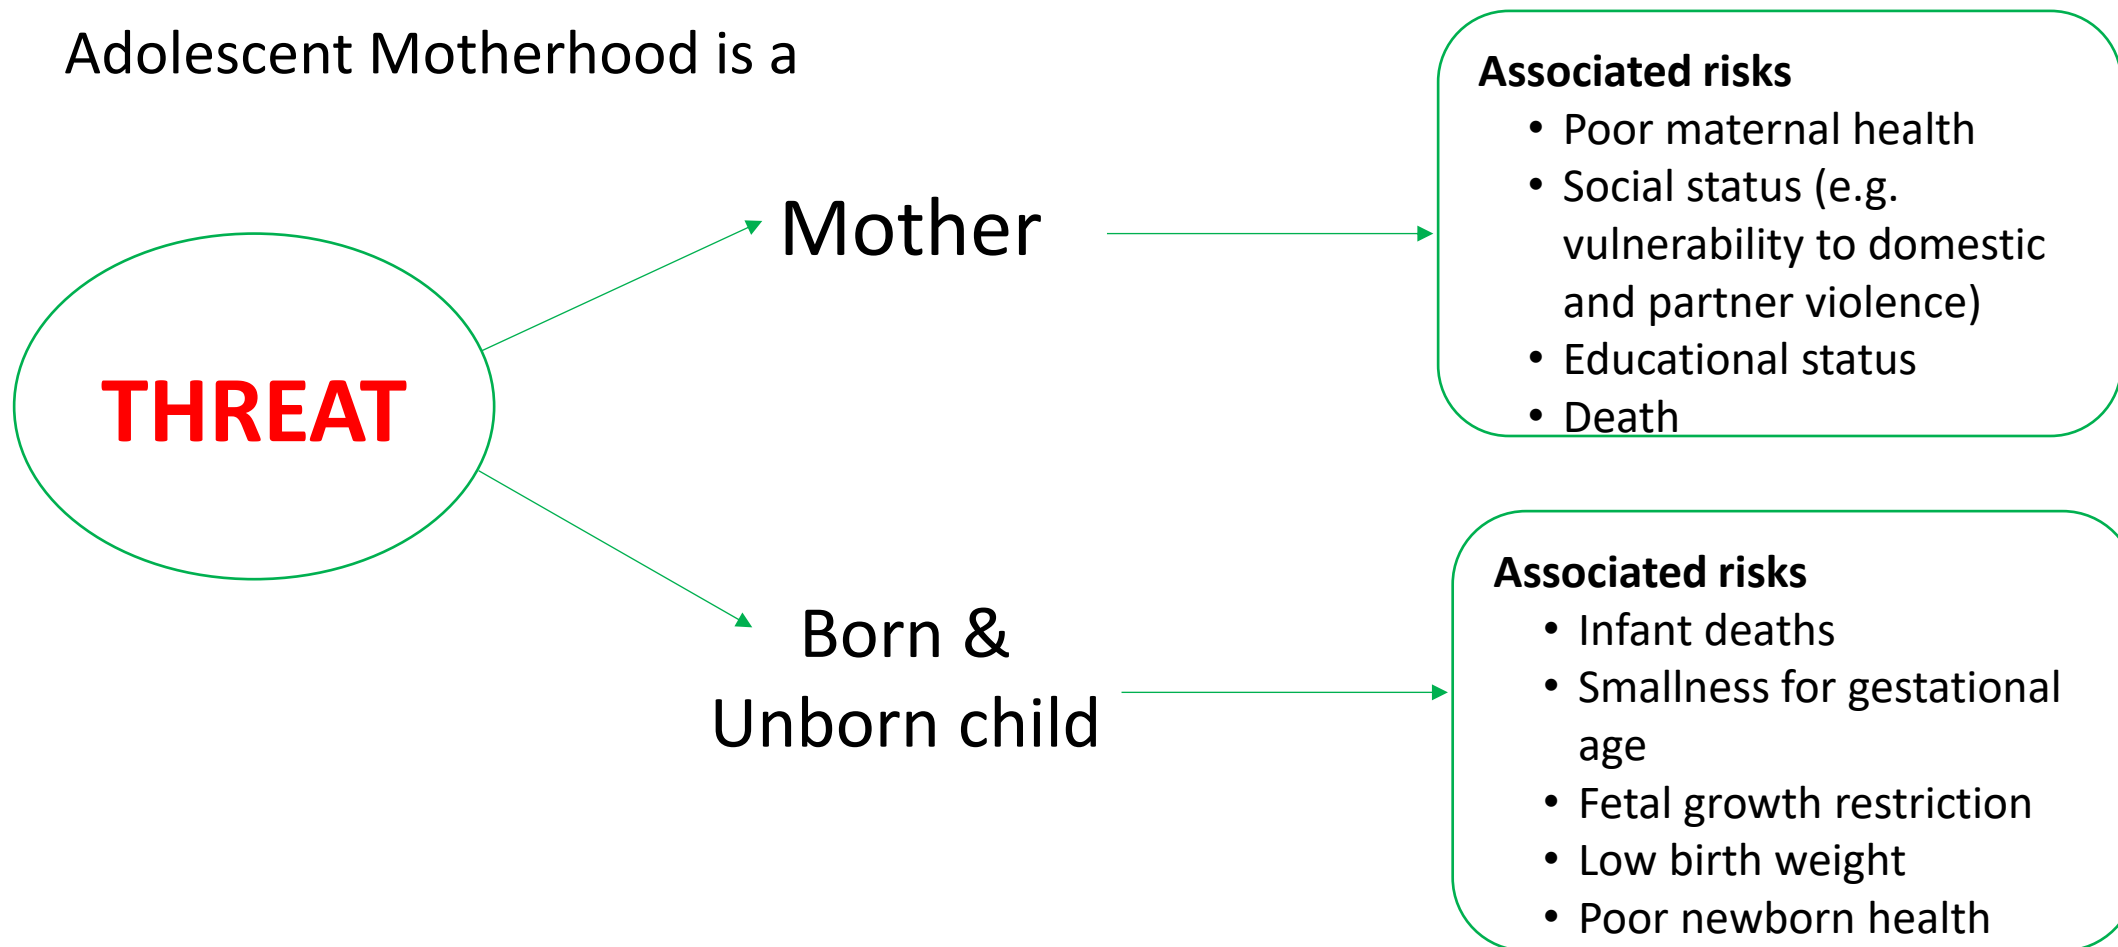 Adolescent Motherhood is a
THREAT
Mother
Associated risks
• Poor maternal health
• Social status (e.g.
vulnerability to domestic
and partner violence)
• Educational status
• Death
Born &
Unborn child
Associated risks
• Infant deaths
• Smallness for gestational
age
• Fetal growth restriction
• Low birth weight
• Poor newborn health